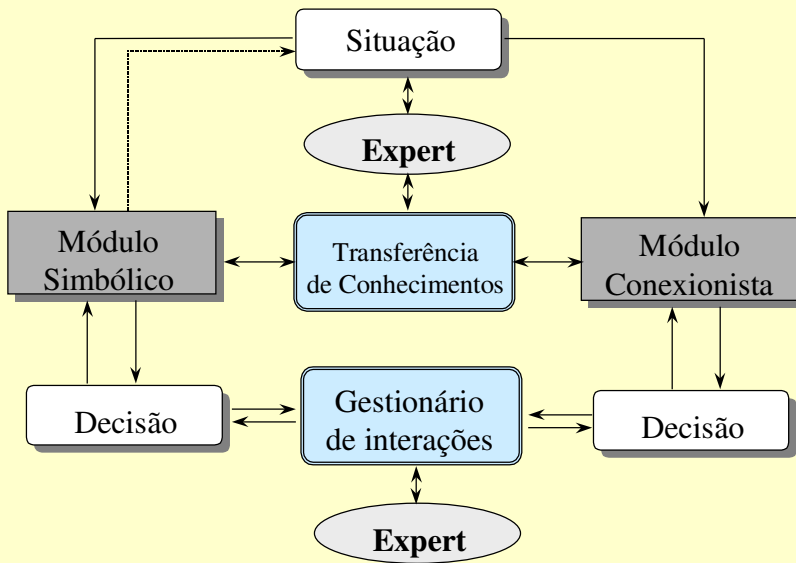 Situação
Expert
Módulo
Simbólico
Transferência
de Conhecimentos
Módulo
Conexionista
Decisão
Gestionário
de interações
Decisão
Expert